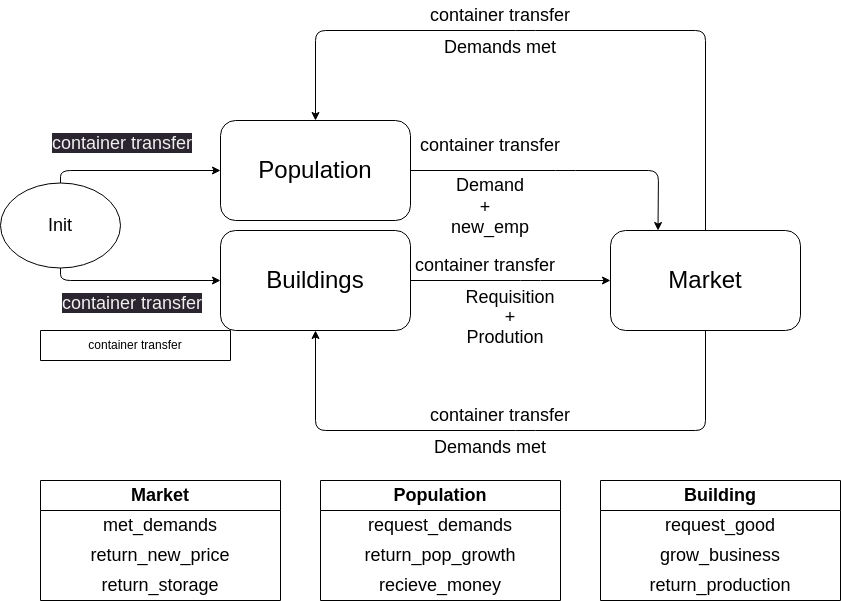 container transfer
Demands met
container transfer
container transfer
Population
Demand
+
new_emp
Init
container transfer
Buildings
Market
container transfer
Requisition
+
Prodution
container transfer
container transfer
Demands met
Market
met_demands
return_new_price
return_storage
Population
request_demands
return_pop_growth
recieve_money
Building
request_good
grow_business
return_production